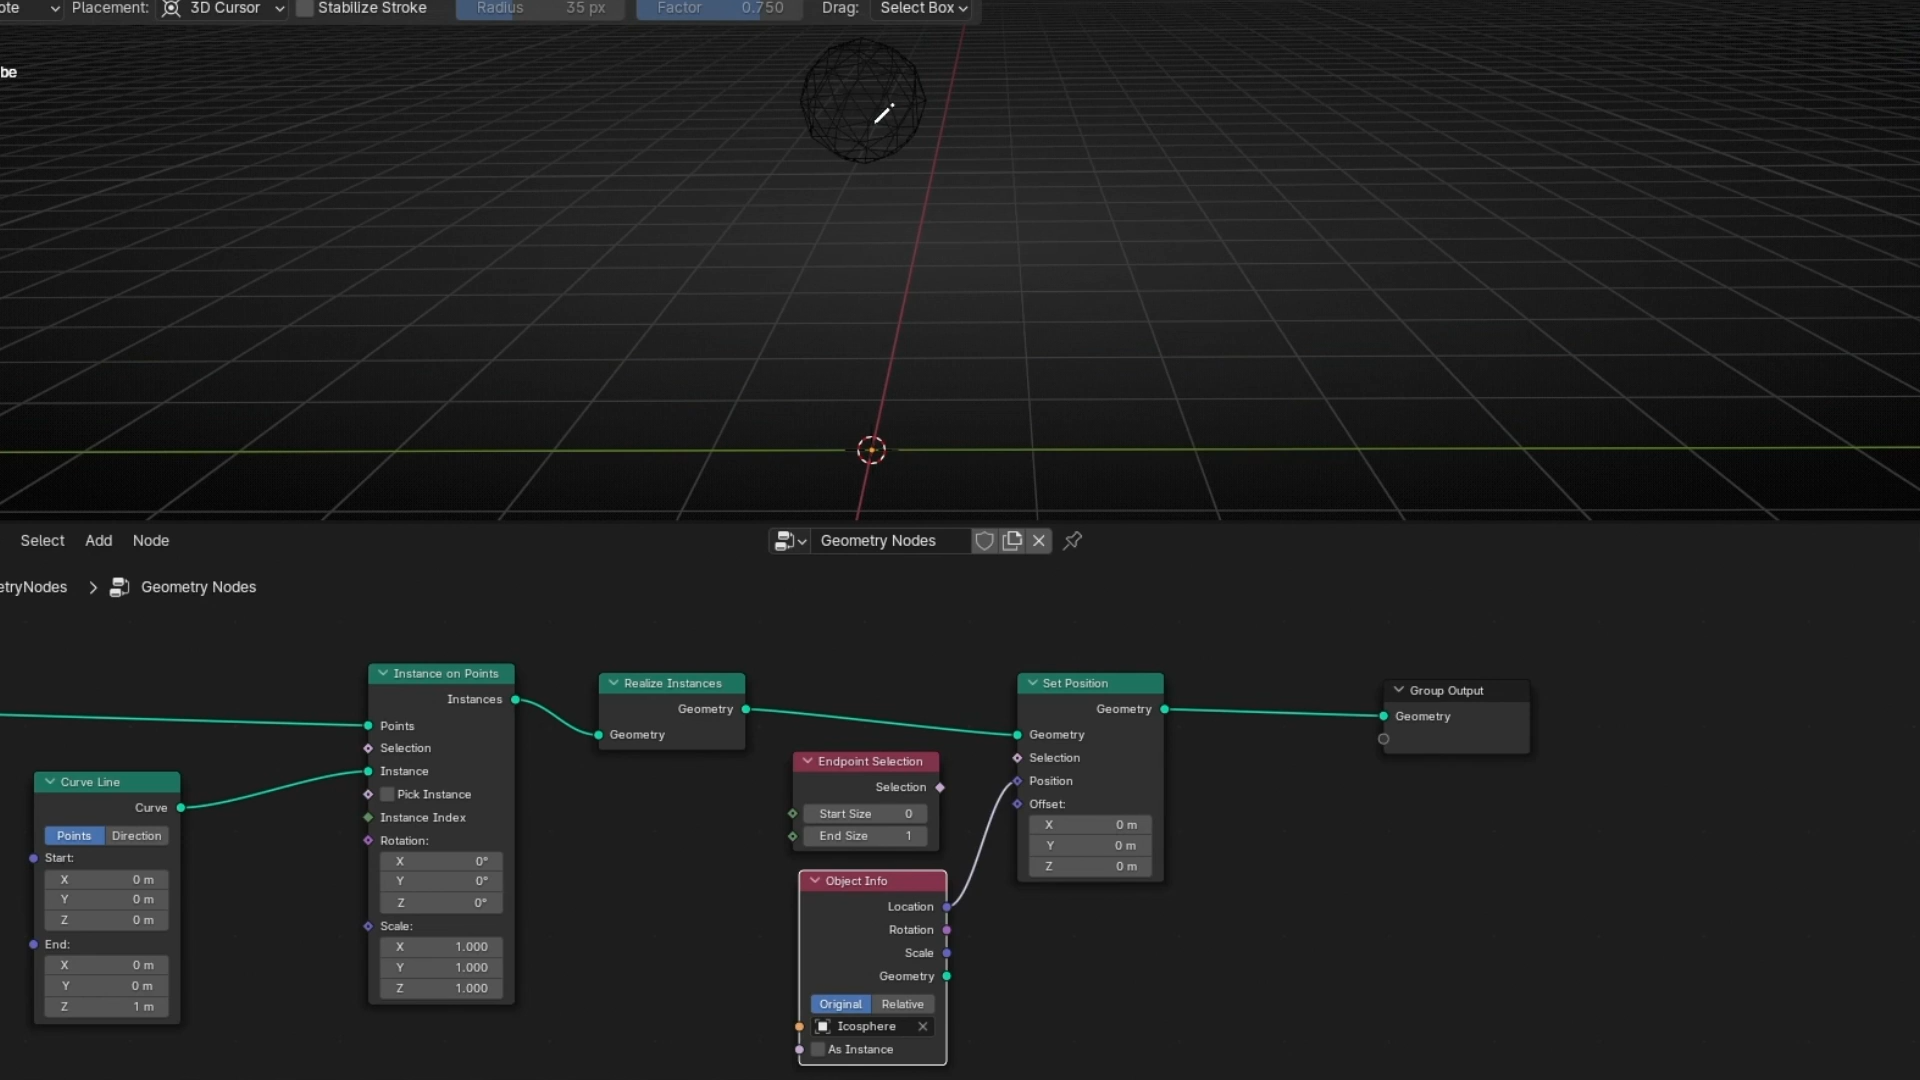 ote Placement: 3D Cursor Stabilize Stroke Radius 35 px Factor 0.750 Drag: Select Box
be
Select Add Node Geometry Nodes
etryNodes > Geometry Nodes
Instance on Points
Instances
Points
Selection
Instance
Pick Instance
Instance Index
Rotation:
X 0°
Y 0°
Z 0°
Scale:
X 1.000
Y 1.000
Z 1.000
Curve Line
Curve
Points Direction
Start:
X 0 m
Y 0 m
Z 0 m
End:
X 0 m
Y 0 m
Z 1 m
Realize Instances
Geometry
Geometry
Endpoint Selection
Selection
Start Size 0
End Size 1
Object Info
Location
Rotation
Scale
Geometry
Original Relative
Icosphere
As Instance
Set Position
Geometry
Geometry
Selection
Position
Offset:
X 0 m
Y 0 m
Z 0 m
Group Output
Geometry